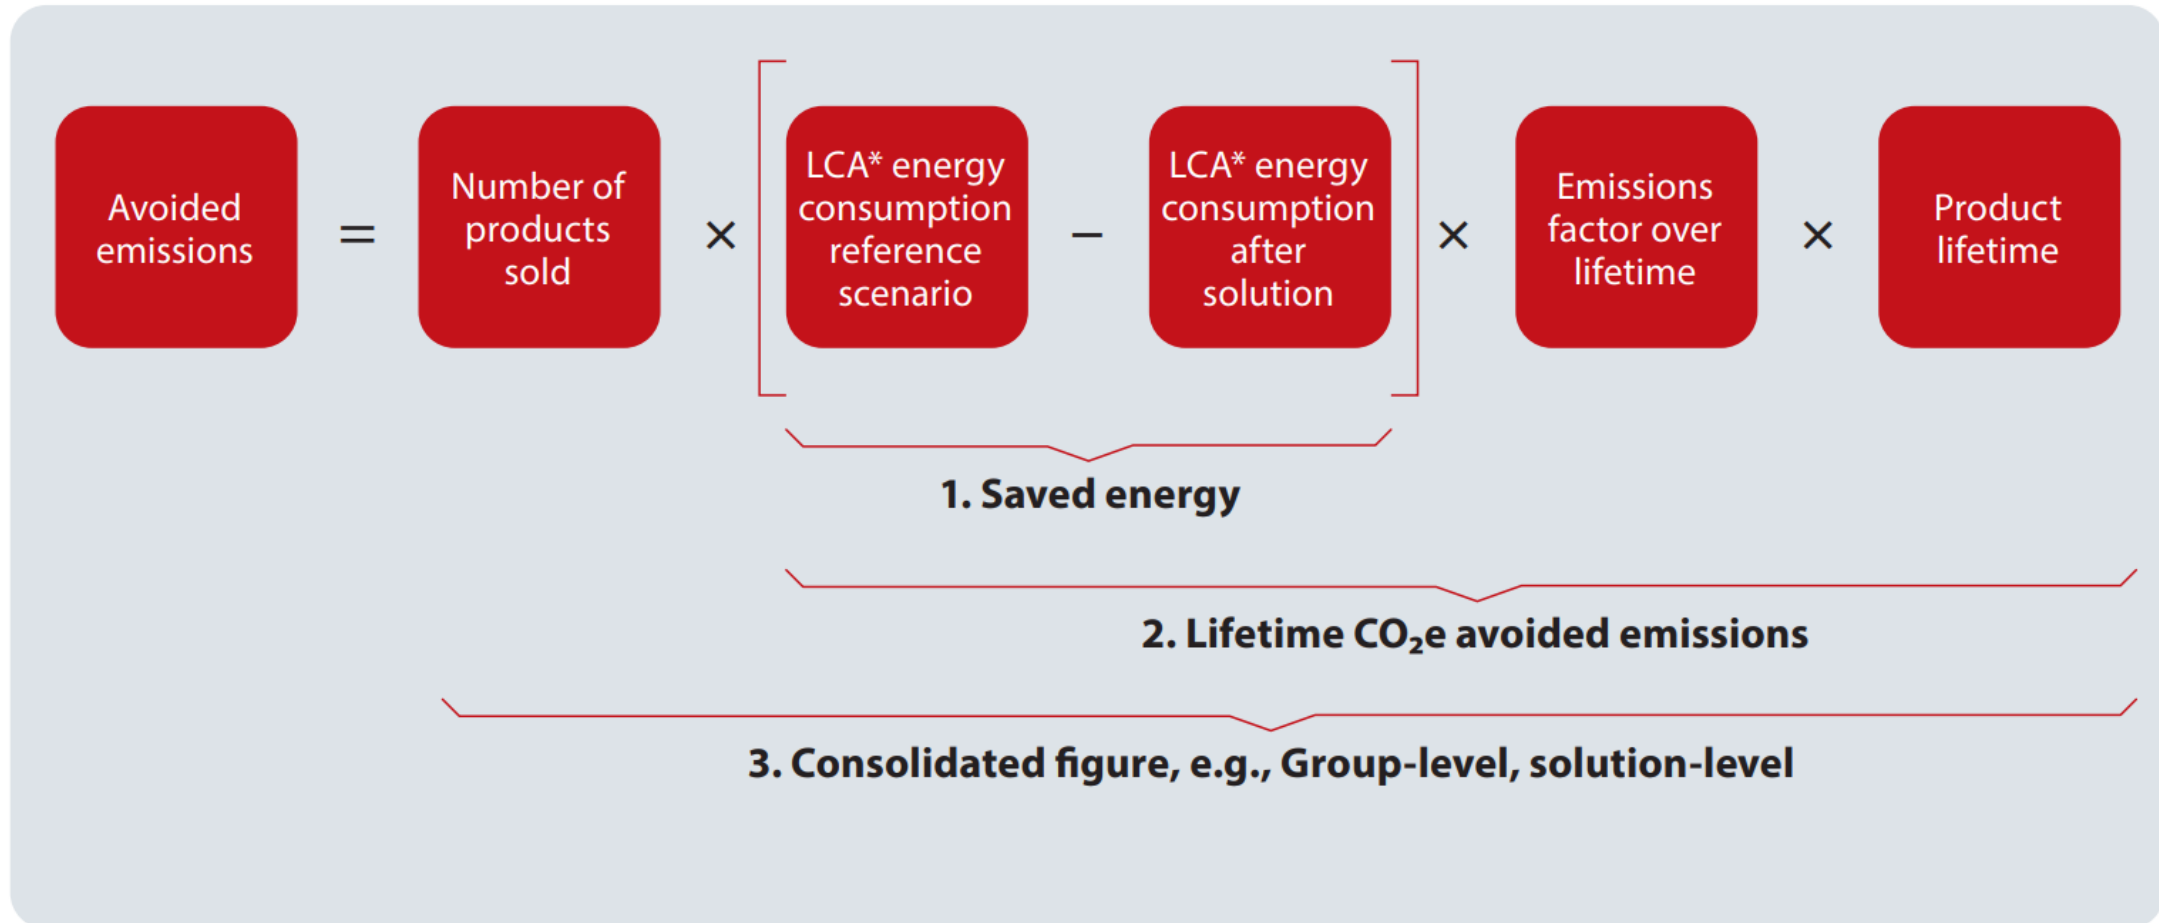 Avoided
emissions
=
Number of
products
sold
×
[
LCA* energy
consumption
reference
scenario
−
LCA* energy
consumption
after
solution
]
×
Emissions
factor over
lifetime
×
Product
lifetime
1. Saved energy
2. Lifetime CO₂e avoided emissions
3. Consolidated figure, e.g., Group-level, solution-level